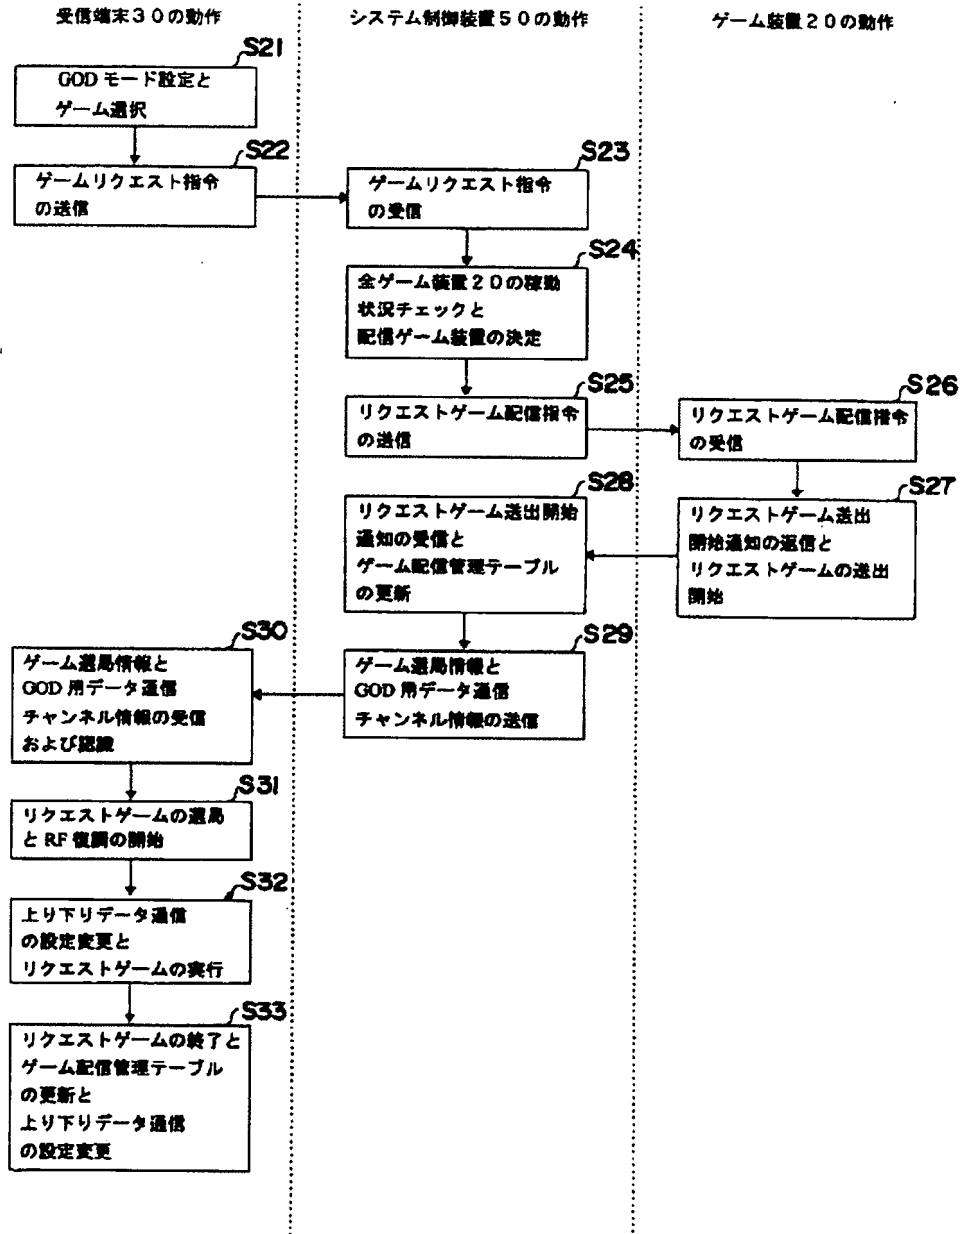 受信端末30の動作
システム制御装置50の動作
ゲーム装置20の動作
S21
GOD モード設定と
ゲーム選択
S22
ゲームリクエスト指令
の送信
S23
ゲームリクエスト指令
の受信
S24
全ゲーム装置20の稼動
状況チェックと
配信ゲーム装置の決定
S25
リクエストゲーム配信指令
の送信
S26
リクエストゲーム配信指令
の受信
S27
リクエストゲーム送出
開始通知の返信と
リクエストゲームの送出
開始
S28
リクエストゲーム送出開始
通知の受信と
ゲーム配信管理テーブル
の更新
S29
ゲーム選局情報と
GOD 用データ通信
チャンネル情報の送信
S30
ゲーム選局情報と
GOD 用データ通信
チャンネル情報の受信
および認識
S31
リクエストゲームの選局
と RF 復調の開始
S32
上り下りデータ通信
の設定変更と
リクエストゲームの実行
S33
リクエストゲームの終了と
ゲーム配信管理テーブル
の更新と
上り下りデータ通信
の設定変更